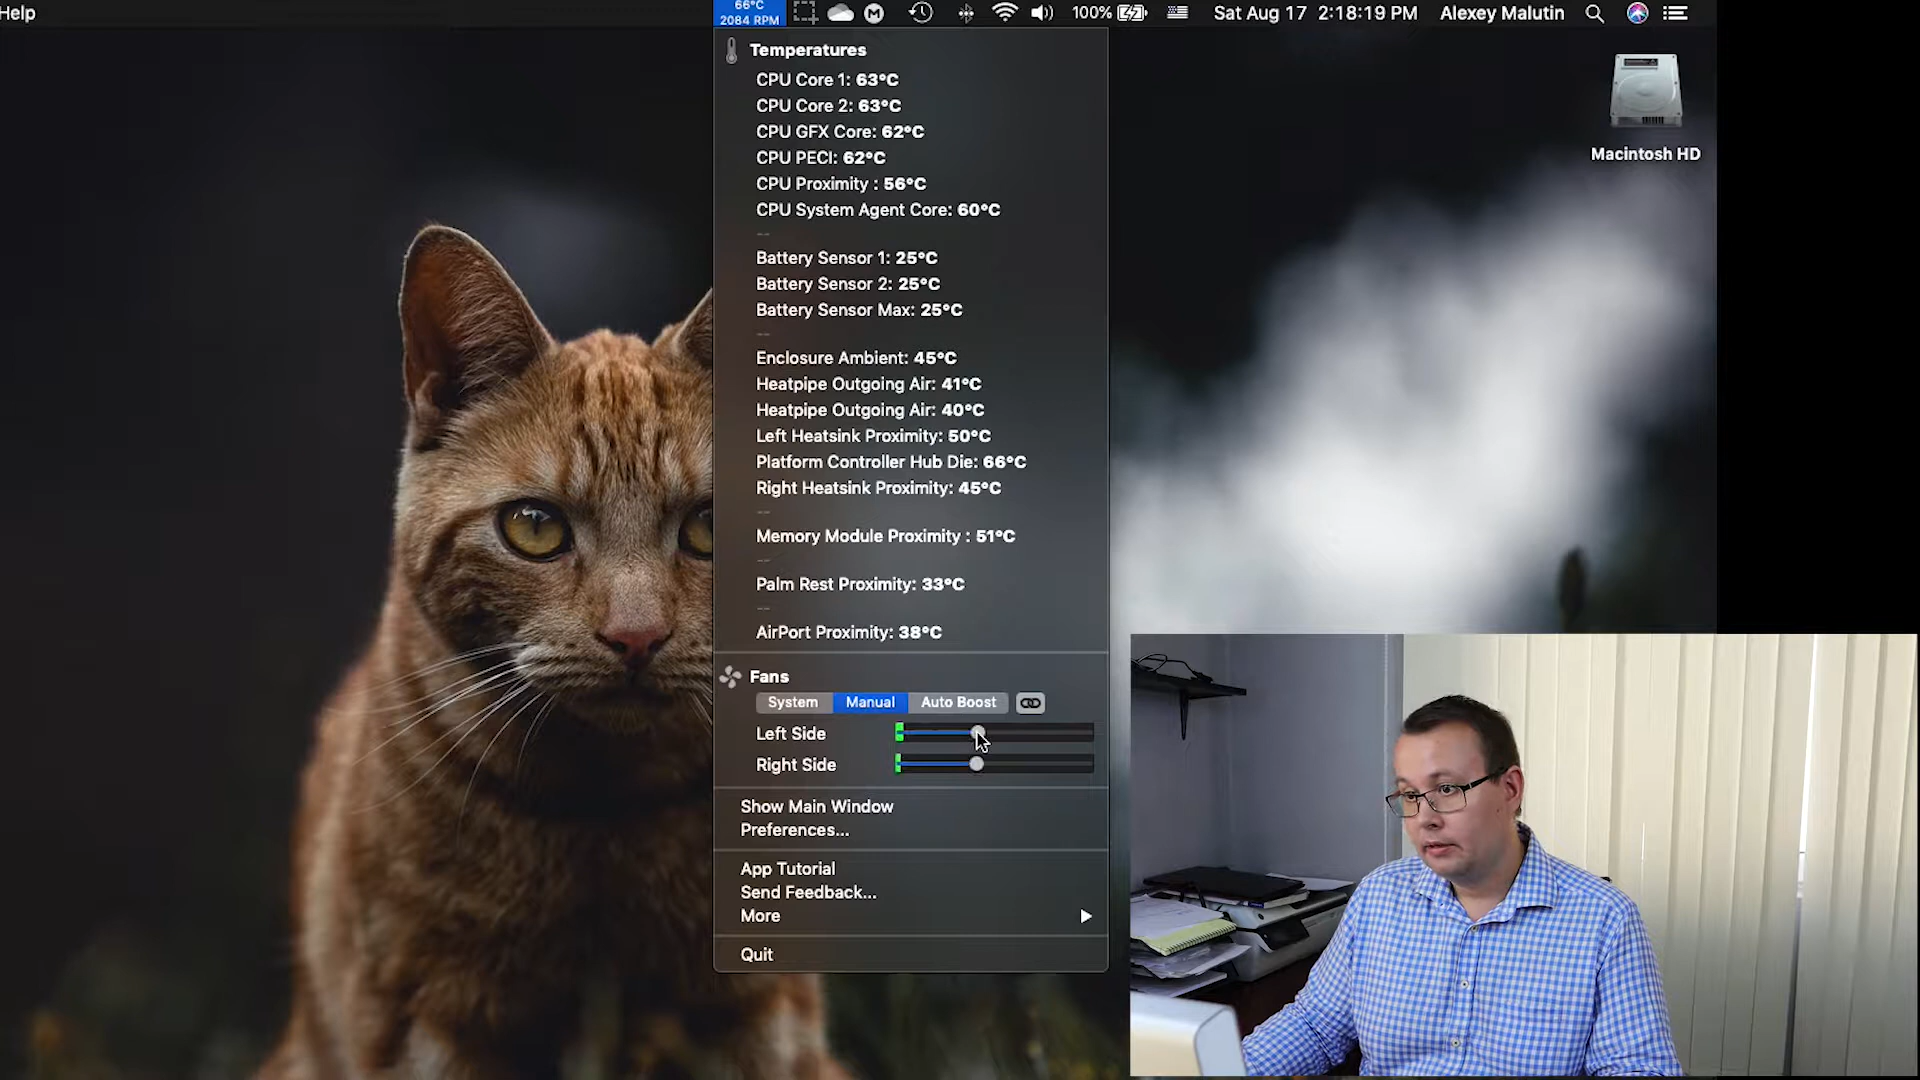 Help
66°C
2084 RPM
100%
Sat Aug 17 2:18:19 PM
Alexey Malutin
Macintosh HD
Temperatures
CPU Core 1: 63°C
CPU Core 2: 63°C
CPU GFX Core: 62°C
CPU PECI: 62°C
CPU Proximity : 56°C
CPU System Agent Core: 60°C
--
Battery Sensor 1: 25°C
Battery Sensor 2: 25°C
Battery Sensor Max: 25°C
--
Enclosure Ambient: 45°C
Heatpipe Outgoing Air: 41°C
Heatpipe Outgoing Air: 40°C
Left Heatsink Proximity: 50°C
Platform Controller Hub Die: 66°C
Right Heatsink Proximity: 45°C
--
Memory Module Proximity : 51°C
--
Palm Rest Proximity: 33°C
--
AirPort Proximity: 38°C
Fans
System Manual Auto Boost
Left Side
Right Side
Show Main Window
Preferences...
App Tutorial
Send Feedback...
More
Quit